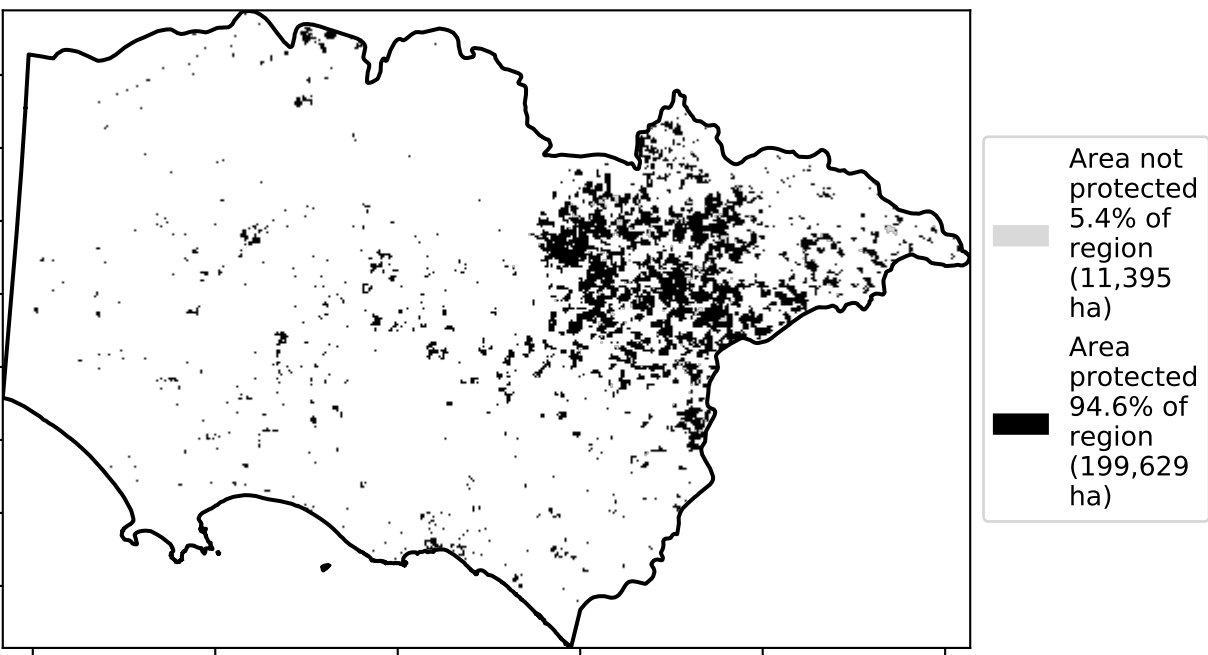 Area not
protected
5.4% of
region
(11,395
ha)
Area
protected
94.6% of
region
(199,629
ha)